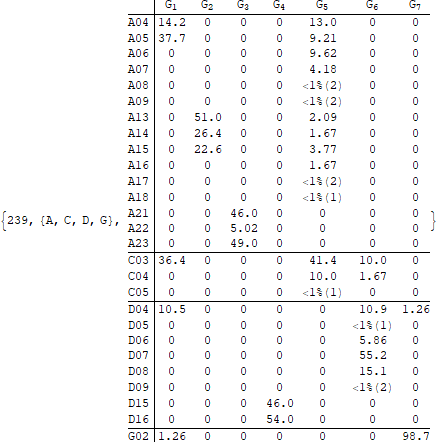 G₁ G₂ G₃ G₄ G₅ G₆ G₇
A04 14.2 0 0 0 13.0 0 0
A05 37.7 0 0 0 9.21 0 0
A06 0 0 0 0 9.62 0 0
A07 0 0 0 0 4.18 0 0
A08 0 0 0 0 <1%(2) 0 0
A09 0 0 0 0 <1%(2) 0 0
A13 0 51.0 0 0 2.09 0 0
A14 0 26.4 0 0 1.67 0 0
A15 0 22.6 0 0 3.77 0 0
A16 0 0 0 0 1.67 0 0
A17 0 0 0 0 <1%(2) 0 0
A18 0 0 0 0 <1%(1) 0 0
{239, {A, C, D, G}, A21 0 0 46.0 0 0 0 0 }
A22 0 0 5.02 0 0 0 0
A23 0 0 49.0 0 0 0 0
C03 36.4 0 0 0 41.4 10.0 0
C04 0 0 0 0 10.0 1.67 0
C05 0 0 0 0 <1%(1) 0 0
D04 10.5 0 0 0 0 10.9 1.26
D05 0 0 0 0 0 <1%(1) 0
D06 0 0 0 0 0 5.86 0
D07 0 0 0 0 0 55.2 0
D08 0 0 0 0 0 15.1 0
D09 0 0 0 0 0 <1%(2) 0
D15 0 0 0 46.0 0 0 0
D16 0 0 0 54.0 0 0 0
G02 1.26 0 0 0 0 0 98.7